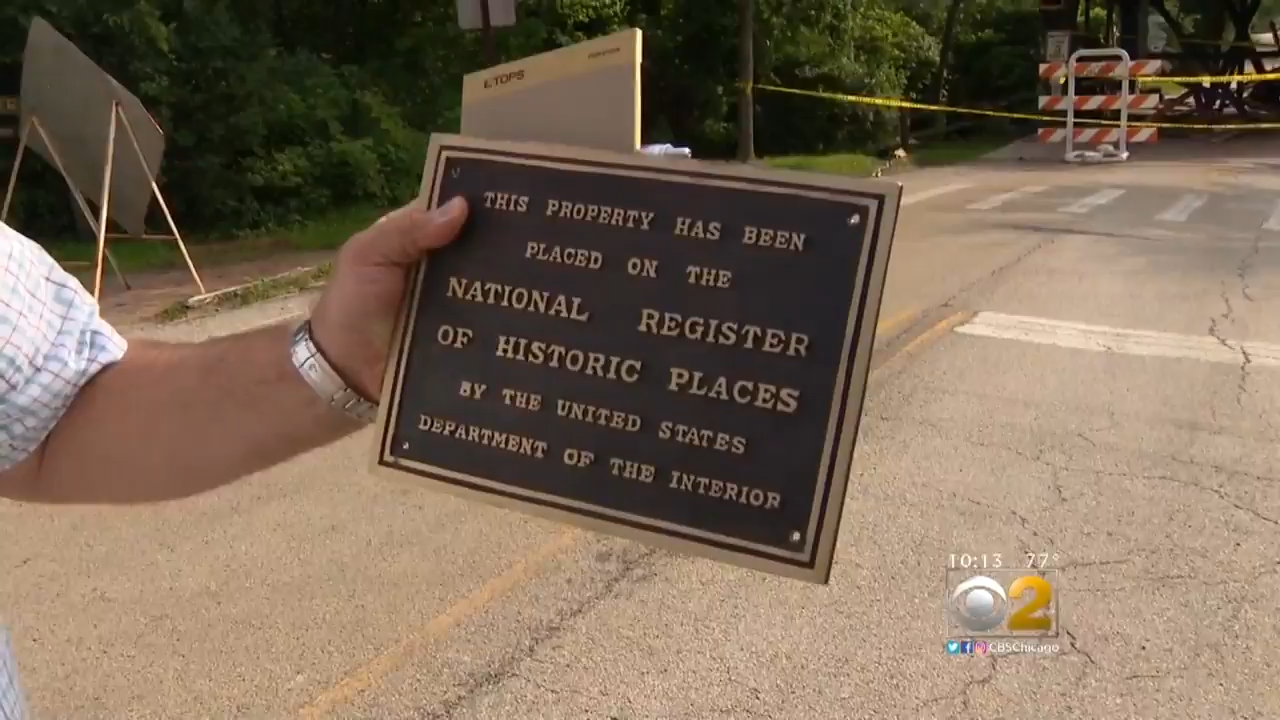 TOPS
THIS PROPERTY HAS BEEN
PLACED ON THE
NATIONAL REGISTER
OF HISTORIC PLACES
BY THE UNITED STATES
DEPARTMENT OF THE INTERIOR
10:13 77°
2
CBSChicago